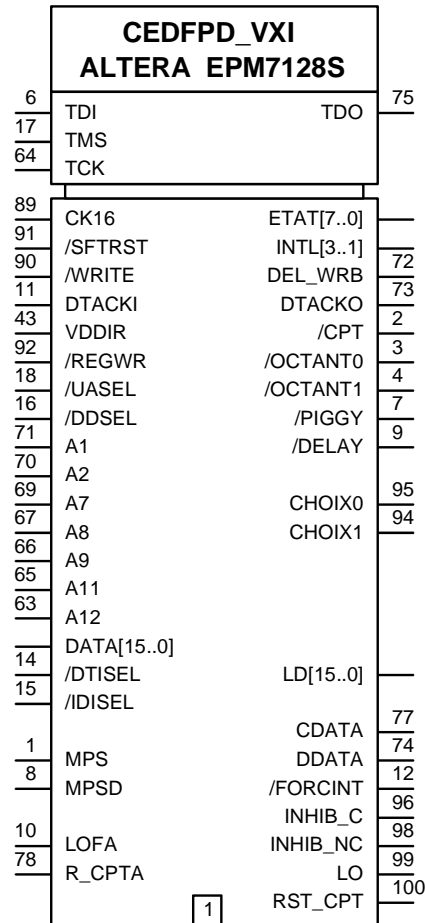 CEDFPD_VXI
ALTERA EPM7128S
6 TDI TDO 75
17 TMS
64 TCK
89 CK16 ETAT[7..0]
91 /SFTRST INTL[3..1]
90 /WRITE DEL_WRB 72
11 DTACKI DTACKO 73
43 VDDIR /CPT 2
92 /REGWR /OCTANT0 3
18 /UASEL /OCTANT1 4
16 /DDSEL /PIGGY 7
71 A1 /DELAY 9
70 A2
69 A7 CHOIX0 95
67 A8 CHOIX1 94
66 A9
65 A11
63 A12
DATA[15..0]
14 /DTISEL LD[15..0]
15 /IDISEL
CDATA 77
1 MPS DDATA 74
8 MPSD /FORCINT 12
INHIB_C 96
10 LOFA INHIB_NC 98
78 R_CPTA LO 99
1 RST_CPT 100